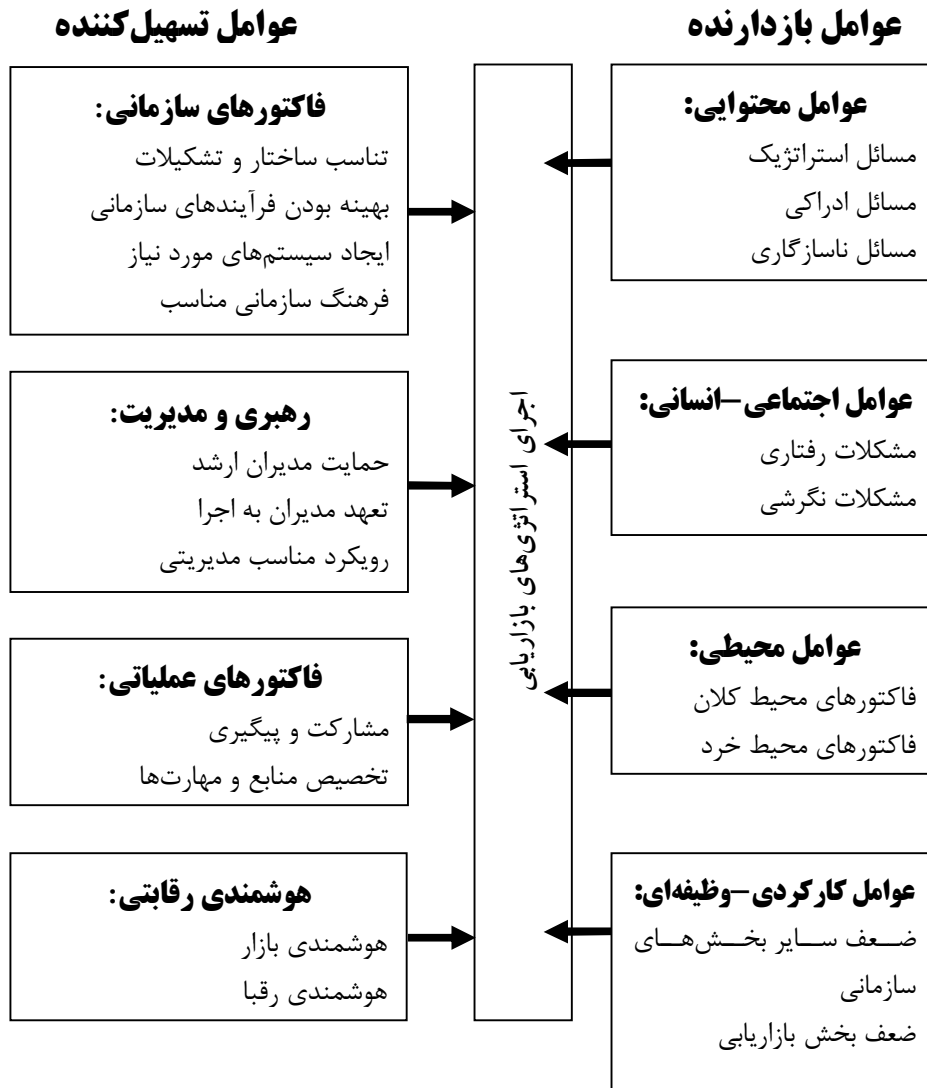 عوامل بازدارنده
عوامل محتوایی:
مسائل استراتژیک
مسائل ادراکی
مسائل ناسازگاری
عوامل اجتماعی-انسانی:
مشکلات رفتاری
مشکلات نگرشی
عوامل محیطی:
فاکتورهای محیط کلان
فاکتورهای محیط خرد
عوامل کارکردی-وظیفه‌ای:
ضعف سایر بخش‌های
سازمانی
ضعف بخش بازاریابی
اجرای استراتژی‌های بازاریابی
عوامل تسهیل‌کننده
فاکتورهای سازمانی:
تناسب ساختار و تشکیلات
بهینه بودن فرآیندهای سازمانی
ایجاد سیستم‌های مورد نیاز
فرهنگ سازمانی مناسب
رهبری و مدیریت:
حمایت مدیران ارشد
تعهد مدیران به اجرا
رویکرد مناسب مدیریتی
فاکتورهای عملیاتی:
مشارکت و پیگیری
تخصیص منابع و مهارت‌ها
هوشمندی رقابتی:
هوشمندی بازار
هوشمندی رقبا